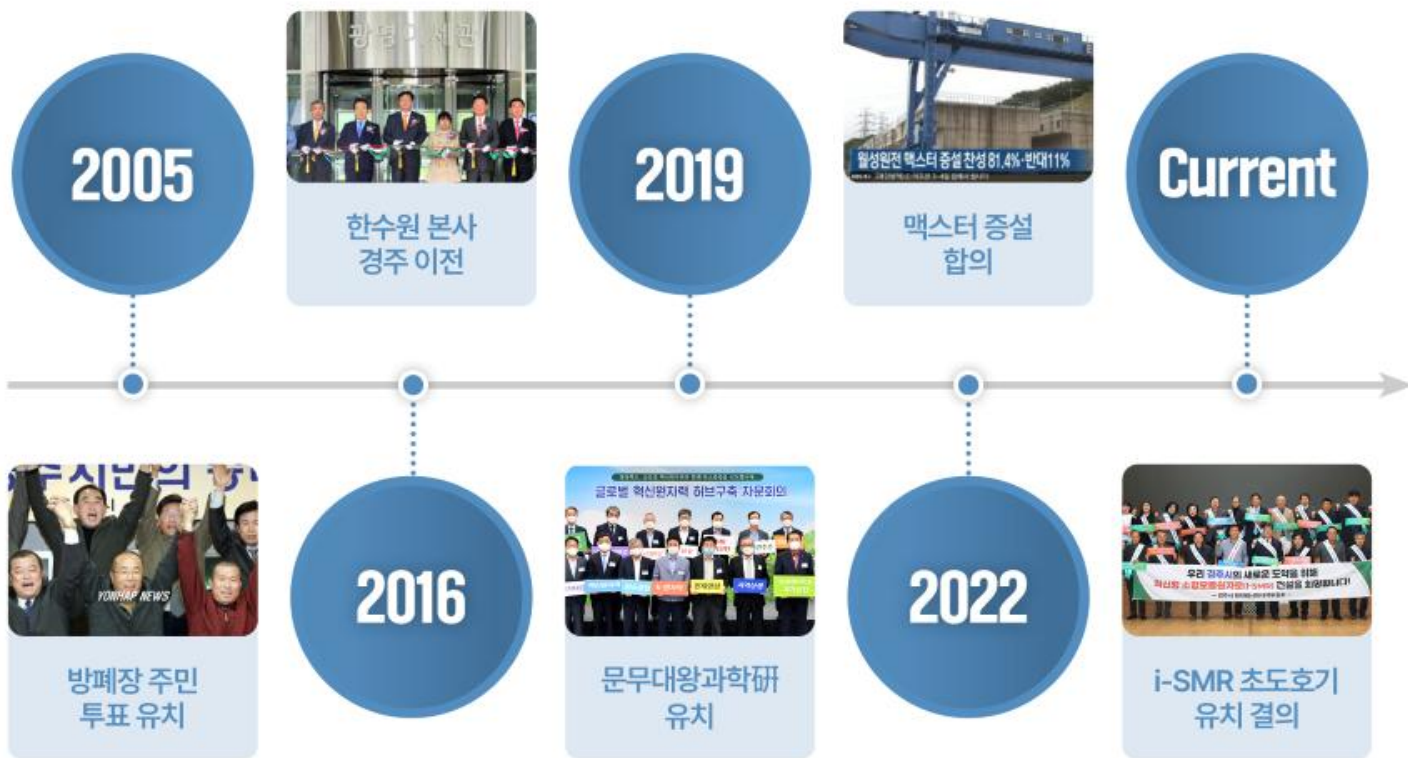 2005
방폐장 주민
투표 유치
YONHAP NEWS
한수원 본사
경주 이전
2016
2019
글로벌 혁신원자력 허브구축 자문회의
문무대왕과학硏
유치
월성원전 맥스터 증설 찬성 81.4%·반대11%
맥스터 증설
합의
2022
Current
우리 경주시의 새로운 도약을 위해
혁신형 소형모듈원자로(i-SMR) 건설을 희망합니다!
i-SMR 초도호기
유치 결의